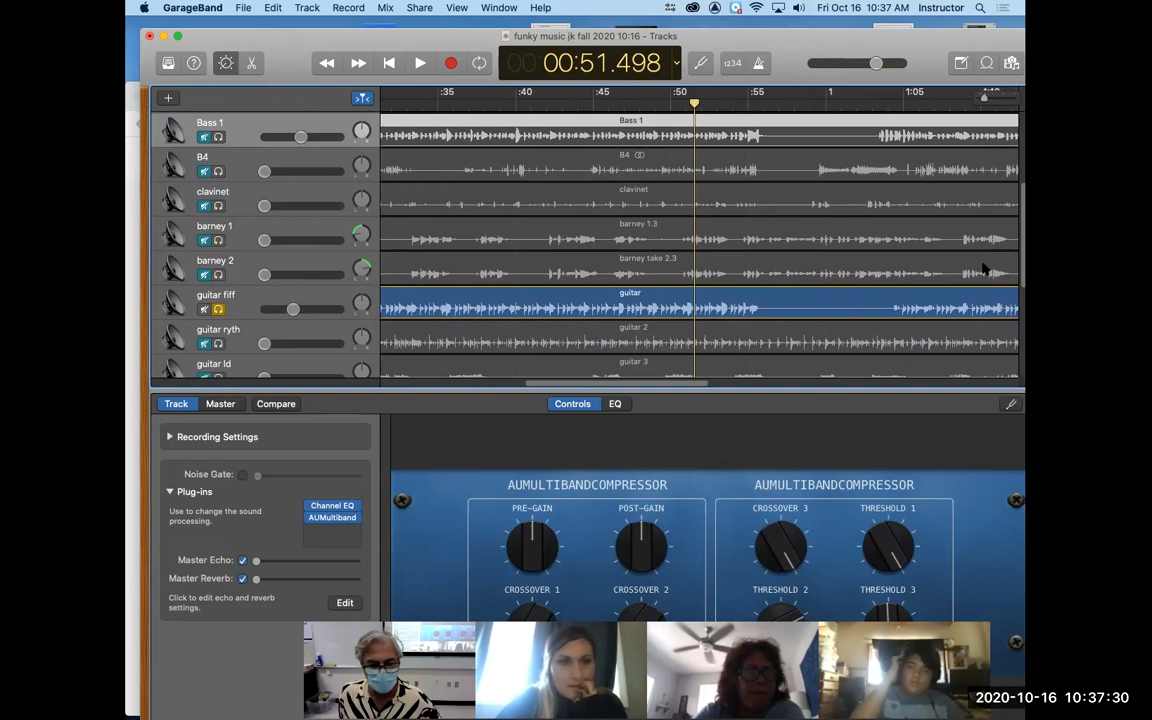 GarageBand File Edit Track Record Mix Share View Window Help Fri Oct 16 10:37 AM Instructor
funky music jk fall 2020 10:16 - Tracks
00:51.498
1234
:35 :40 :45 :50 :55 1 1:05 1:10
Bass 1
Bass 1
B4
B4
clavinet
clavinet
barney 1
barney 1.3
barney 2
barney take 2.3
guitar fiff
guitar
guitar ryth
guitar 2
guitar ld
guitar 3
Track Master Compare Controls EQ
Recording Settings
Noise Gate:
Plug-ins
Use to change the sound
processing.
Channel EQ
AUMultiband
Master Echo:
Master Reverb:
Click to edit echo and reverb
settings.
Edit
AUMULTIBANDCOMPRESSOR AUMULTIBANDCOMPRESSOR
PRE-GAIN POST-GAIN CROSSOVER 3 THRESHOLD 1
CROSSOVER 1 CROSSOVER 2 THRESHOLD 2 THRESHOLD 3
2020-10-16 10:37:30